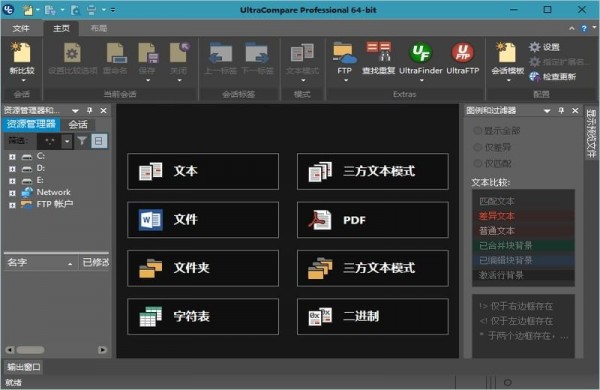 UltraCompare Professional 64-bit
文件 主页 布局
新比较 设置比较选项 重命名 保存 关闭 上一标签 下一标签 文本模式 FTP 查找重复 UltraFinder UltraFTP 会话模板 设置
指定扩展名...
检查更新
会话 当前会话 会话标签 模式 Extras 配置
资源管理器和... 图例和过滤器 显示预览文件
资源管理器 会话
筛选: *.*
C:
D:
E:
Network
FTP 帐户
名字 已修改
文本 三方文本模式
文件 PDF
文件夹 三方文本模式
字符表 二进制
显示全部
仅差异
仅匹配
文本比较:
匹配文本
差异文本
普通文本
已合并块背景
已编辑块背景
激活行背景
!> 仅于右边框存在
<! 仅于左边框存在
* 于两个边框存在，...
输出窗口
就绪